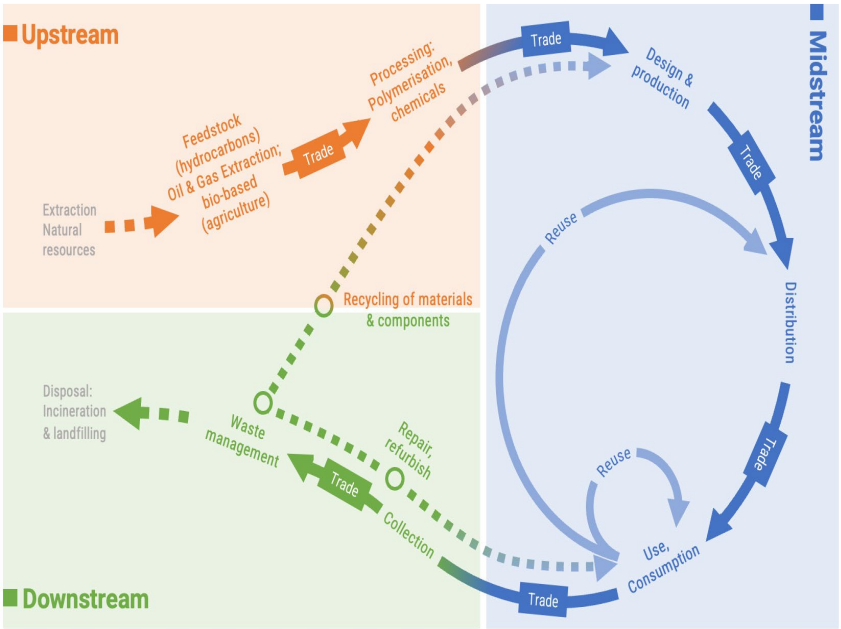 Upstream
Processing:
Polymerisation,
chemicals
Trade
Feedstock
(hydrocarbons)
Oil & Gas Extraction;
bio-based
(agriculture)
Extraction
Natural
resources
Trade
Midstream
Design &
production
Trade
Distribution
Trade
Reuse
Reuse
Use,
Consumption
Trade
Recycling of materials
& components
Disposal:
Incineration
& landfilling
Waste
management
Repair,
refurbish
Trade
Collection
Downstream